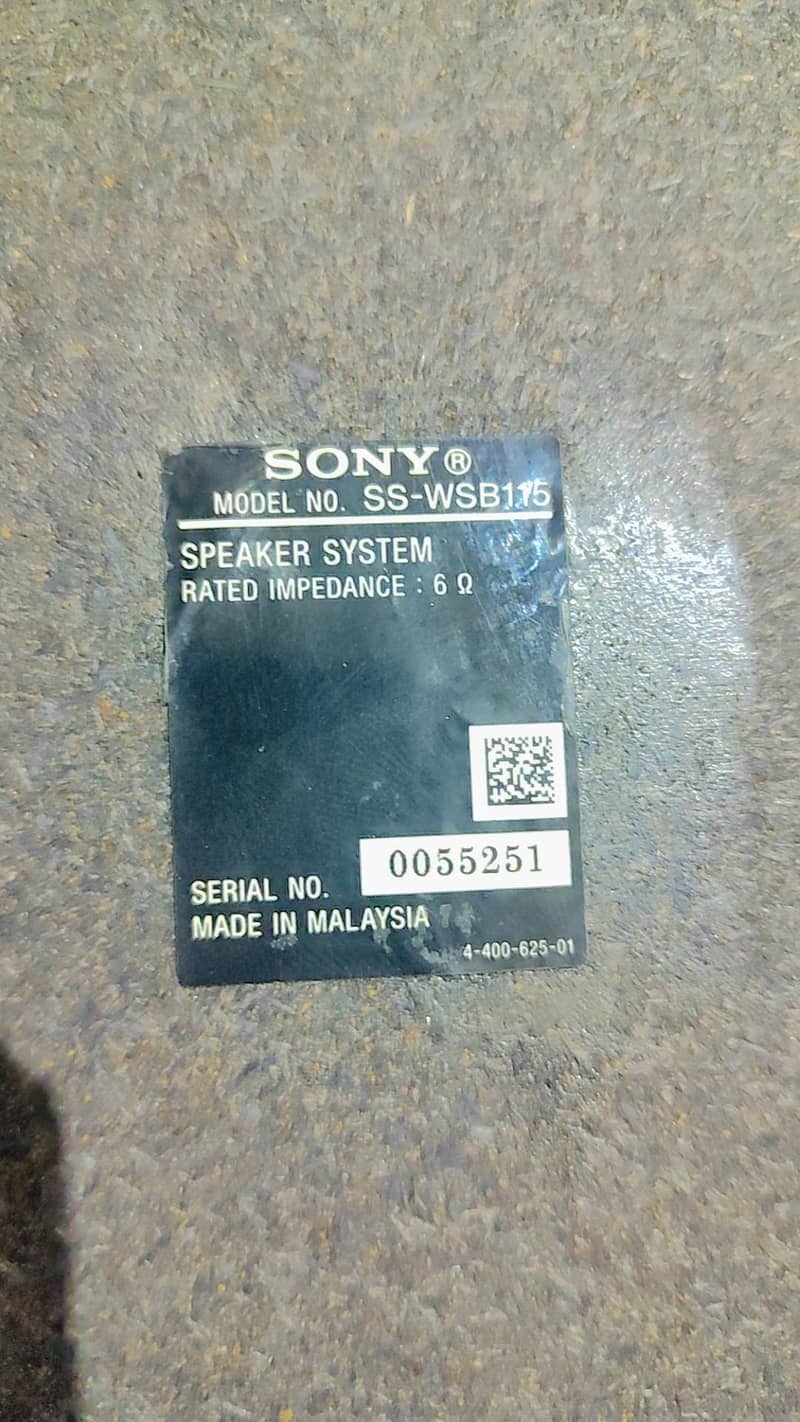 SONY®
MODEL NO. SS-WSB115
SPEAKER SYSTEM
RATED IMPEDANCE : 6 Ω
0055251
SERIAL NO.
MADE IN MALAYSIA
4-400-625-01